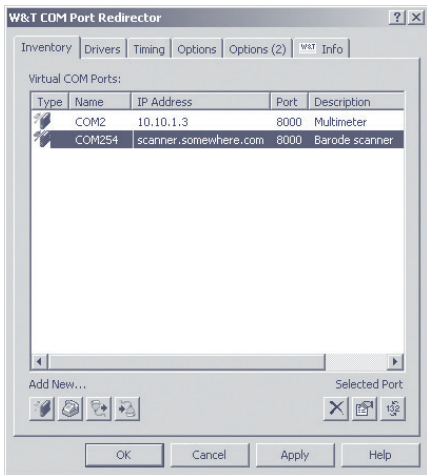 W&T COM Port Redirector
Inventory Drivers Timing Options Options (2) W&T Info
Virtual COM Ports:
Type Name IP Address Port Description
COM2 10.10.1.3 8000 Multimeter
COM254 scanner.somewhere.com 8000 Barode scanner
Add New... Selected Port
OK Cancel Apply Help